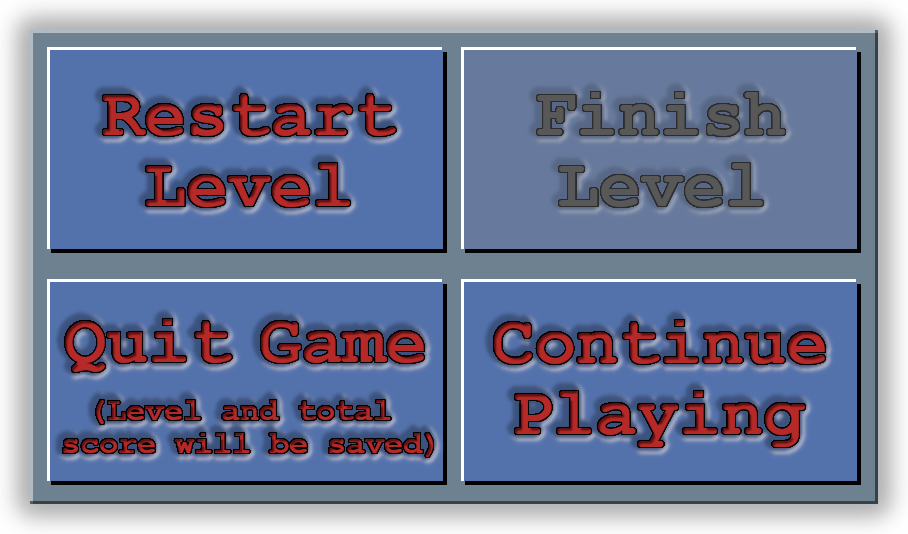 Restart
Level
Finish
Level
Quit Game
(Level and total
score will be saved)
Continue
Playing